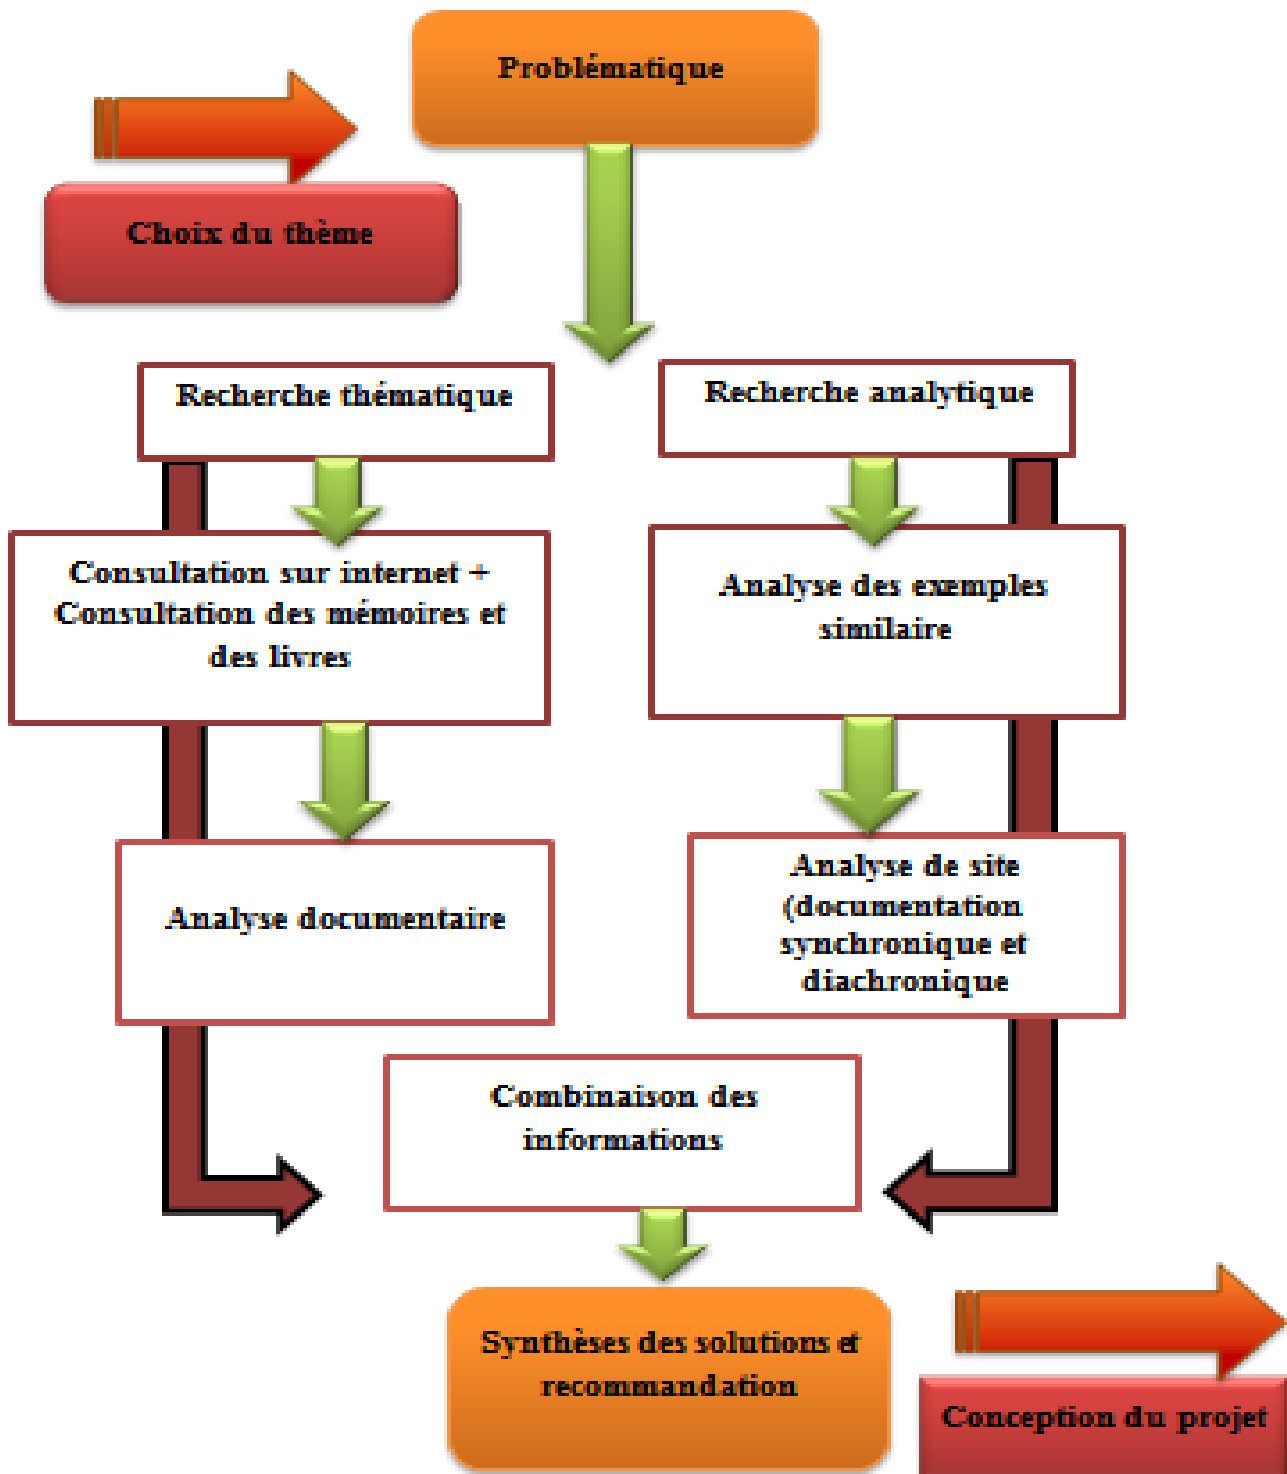 Problématique
Choix du thème
Recherche thématique
Recherche analytique
Consultation sur internet +
Consultation des mémoires et
des livres
Analyse des exemples
similaire
Analyse documentaire
Analyse de site
(documentation
synchronique et
diachronique
Combinaison des
informations
Synthèses des solutions et
recommandation
Conception du projet